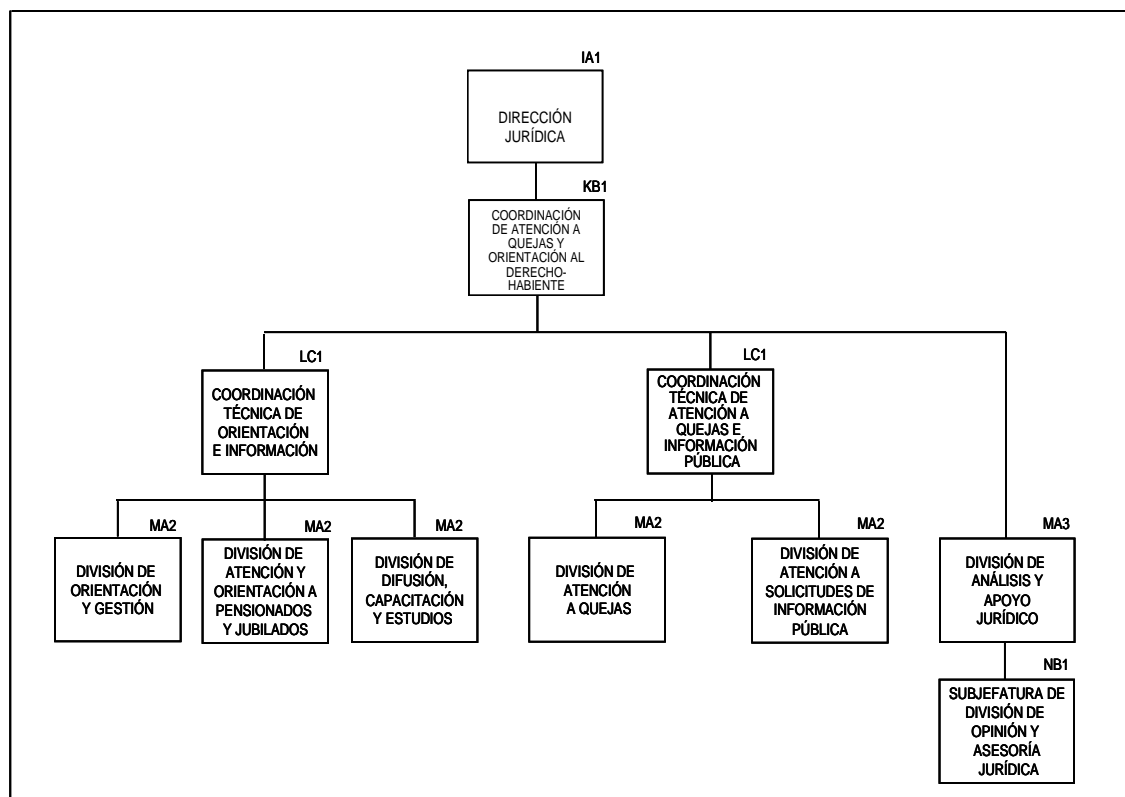 IA1
DIRECCIÓN
JURÍDICA
KB1
COORDINACIÓN
DE ATENCIÓN A
QUEJAS Y
ORIENTACIÓN AL
DERECHO-
HABIENTE
LC1
COORDINACIÓN
TÉCNICA DE
ORIENTACIÓN
E INFORMACIÓN
LC1
COORDINACIÓN
TÉCNICA DE
ATENCIÓN A
QUEJAS E
INFORMACIÓN
PÚBLICA
MA2
DIVISIÓN DE
ORIENTACIÓN
Y GESTIÓN
MA2
DIVISIÓN DE
ATENCIÓN Y
ORIENTACIÓN A
PENSIONADOS
Y JUBILADOS
MA2
DIVISIÓN DE
DIFUSIÓN,
CAPACITACIÓN
Y ESTUDIOS
MA2
DIVISIÓN DE
ATENCIÓN
A QUEJAS
MA2
DIVISIÓN DE
ATENCIÓN A
SOLICITUDES DE
INFORMACIÓN
PÚBLICA
MA3
DIVISIÓN DE
ANÁLISIS Y
APOYO
JURÍDICO
NB1
SUBJEFATURA DE
DIVISIÓN DE
OPINIÓN Y
ASESORÍA
JURÍDICA